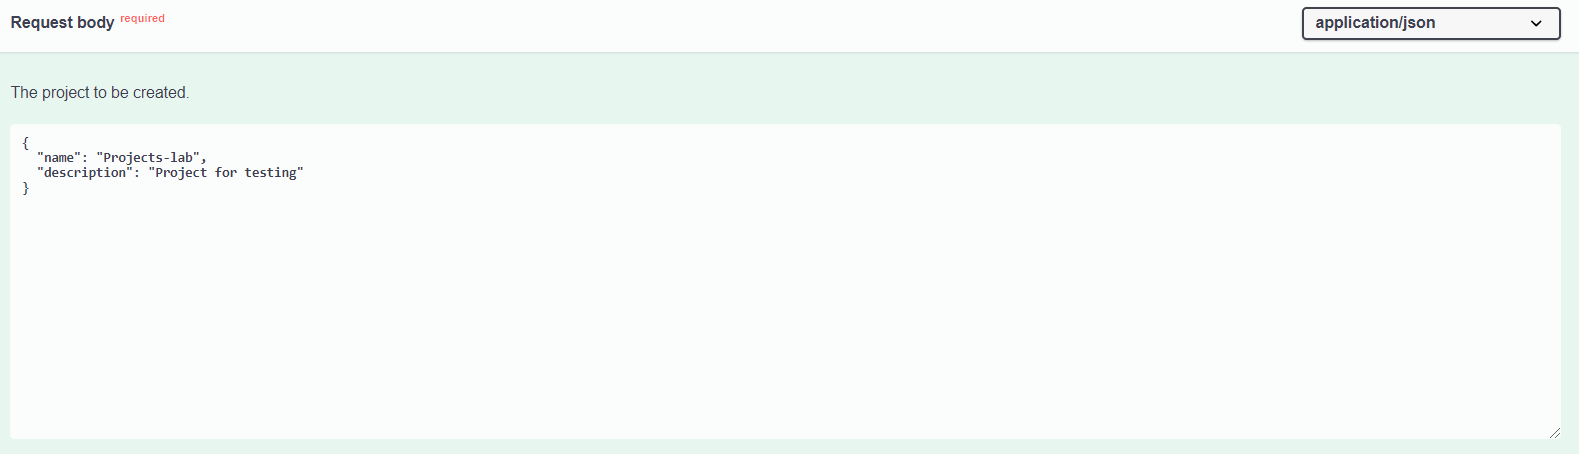 Request body required
application/json
The project to be created.
{
  "name": "Projects-lab",
  "description": "Project for testing"
}